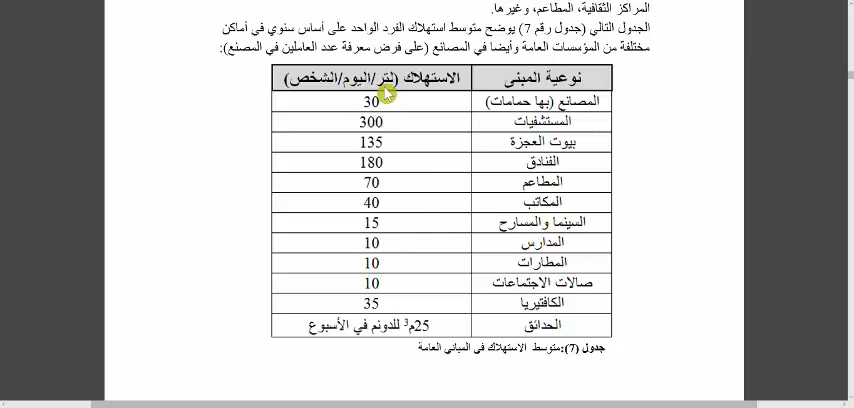 المراكز الثقافية، المطاعم، وغيرها.
الجدول التالي (جدول رقم 7) يوضح متوسط استهلاك الفرد الواحد على أساس سنوي في أماكن
مختلفة من المؤسسات العامة وأيضا في المصانع (على فرض معرفة عدد العاملين في المصنع):
نوعية المبنى الاستهلاك (لتر/اليوم/الشخص)
المصانع (بها حمامات) 30
المستشفيات 300
بيوت العجزة 135
الفنادق 180
المطاعم 70
المكاتب 40
السينما والمسارح 15
المدارس 10
المطارات 10
صالات الاجتماعات 10
الكافتيريا 35
الحدائق 25م³ للدونم في الأسبوع
جدول (7):متوسط الاستهلاك في المباني العامة